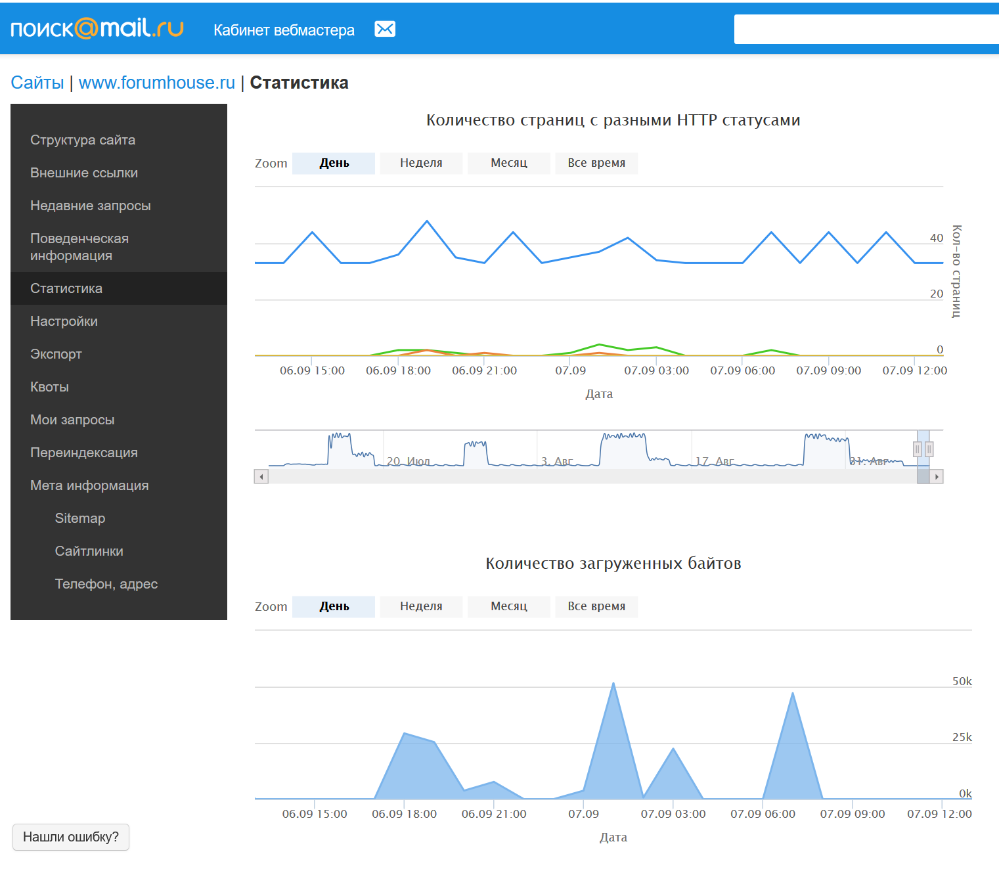 поиск@mail.ru Кабинет вебмастера
Сайты | www.forumhouse.ru | Статистика
Структура сайта
Внешние ссылки
Недавние запросы
Поведенческая
информация
Статистика
Настройки
Экспорт
Квоты
Мои запросы
Переиндексация
Мета информация
Sitemap
Сайтлинки
Телефон, адрес
Нашли ошибку?
Количество страниц с разными HTTP статусами
Zoom День Неделя Месяц Все время
40
20
0
Кол-во страниц
06.09 15:00 06.09 18:00 06.09 21:00 07.09 07.09 03:00 07.09 06:00 07.09 09:00 07.09 12:00
Дата
20. Июл 3. Авг 17. Авг 31. Авг
Количество загруженных байтов
Zoom День Неделя Месяц Все время
50k
25k
0k
06.09 15:00 06.09 18:00 06.09 21:00 07.09 07.09 03:00 07.09 06:00 07.09 09:00 07.09 12:00
Дата